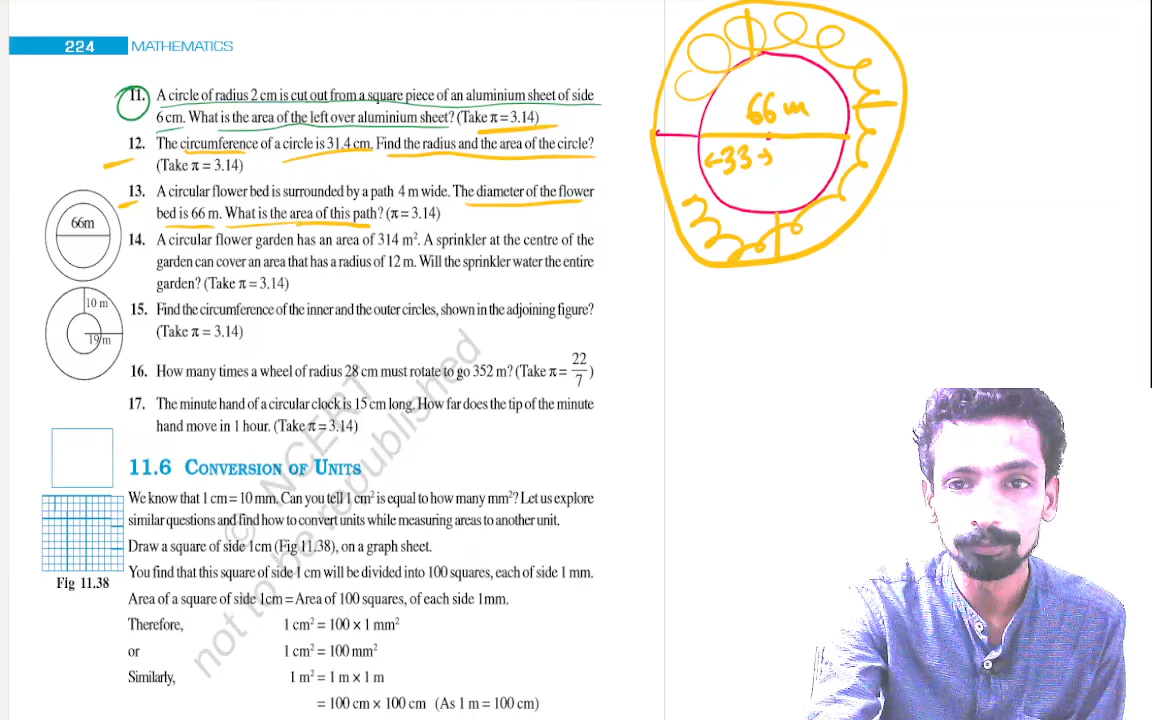 224 MATHEMATICS
11. A circle of radius 2 cm is cut out from a square piece of an aluminium sheet of side
6 cm. What is the area of the left over aluminium sheet? (Take π = 3.14)
12. The circumference of a circle is 31.4 cm. Find the radius and the area of the circle?
(Take π = 3.14)
13. A circular flower bed is surrounded by a path 4 m wide. The diameter of the flower
bed is 66 m. What is the area of this path? (π = 3.14)
66m
14. A circular flower garden has an area of 314 m². A sprinkler at the centre of the
garden can cover an area that has a radius of 12 m. Will the sprinkler water the entire
garden? (Take π = 3.14)
10 m
19 m
15. Find the circumference of the inner and the outer circles, shown in the adjoining figure?
(Take π = 3.14)
16. How many times a wheel of radius 28 cm must rotate to go 352 m? (Take π = 22/7)
17. The minute hand of a circular clock is 15 cm long. How far does the tip of the minute
hand move in 1 hour. (Take π = 3.14)
11.6 CONVERSION OF UNITS
We know that 1 cm = 10 mm. Can you tell 1 cm² is equal to how many mm²? Let us explore
similar questions and find how to convert units while measuring areas to another unit.
Draw a square of side 1cm (Fig 11.38), on a graph sheet.
You find that this square of side 1 cm will be divided into 100 squares, each of side 1 mm.
Fig 11.38
Area of a square of side 1cm = Area of 100 squares, of each side 1mm.
Therefore, 1 cm² = 100 × 1 mm²
or 1 cm² = 100 mm²
Similarly, 1 m² = 1 m × 1 m
= 100 cm × 100 cm (As 1 m = 100 cm)
© NCERT
not to be republished
66 m
33